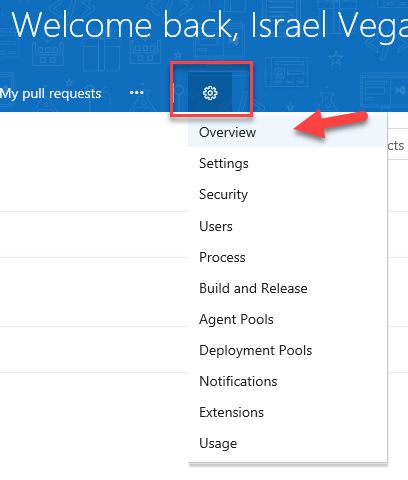 Welcome back, Israel Vega
My pull requests
Overview
cts
Settings
Security
Users
Process
Build and Release
Agent Pools
Deployment Pools
Notifications
Extensions
Usage